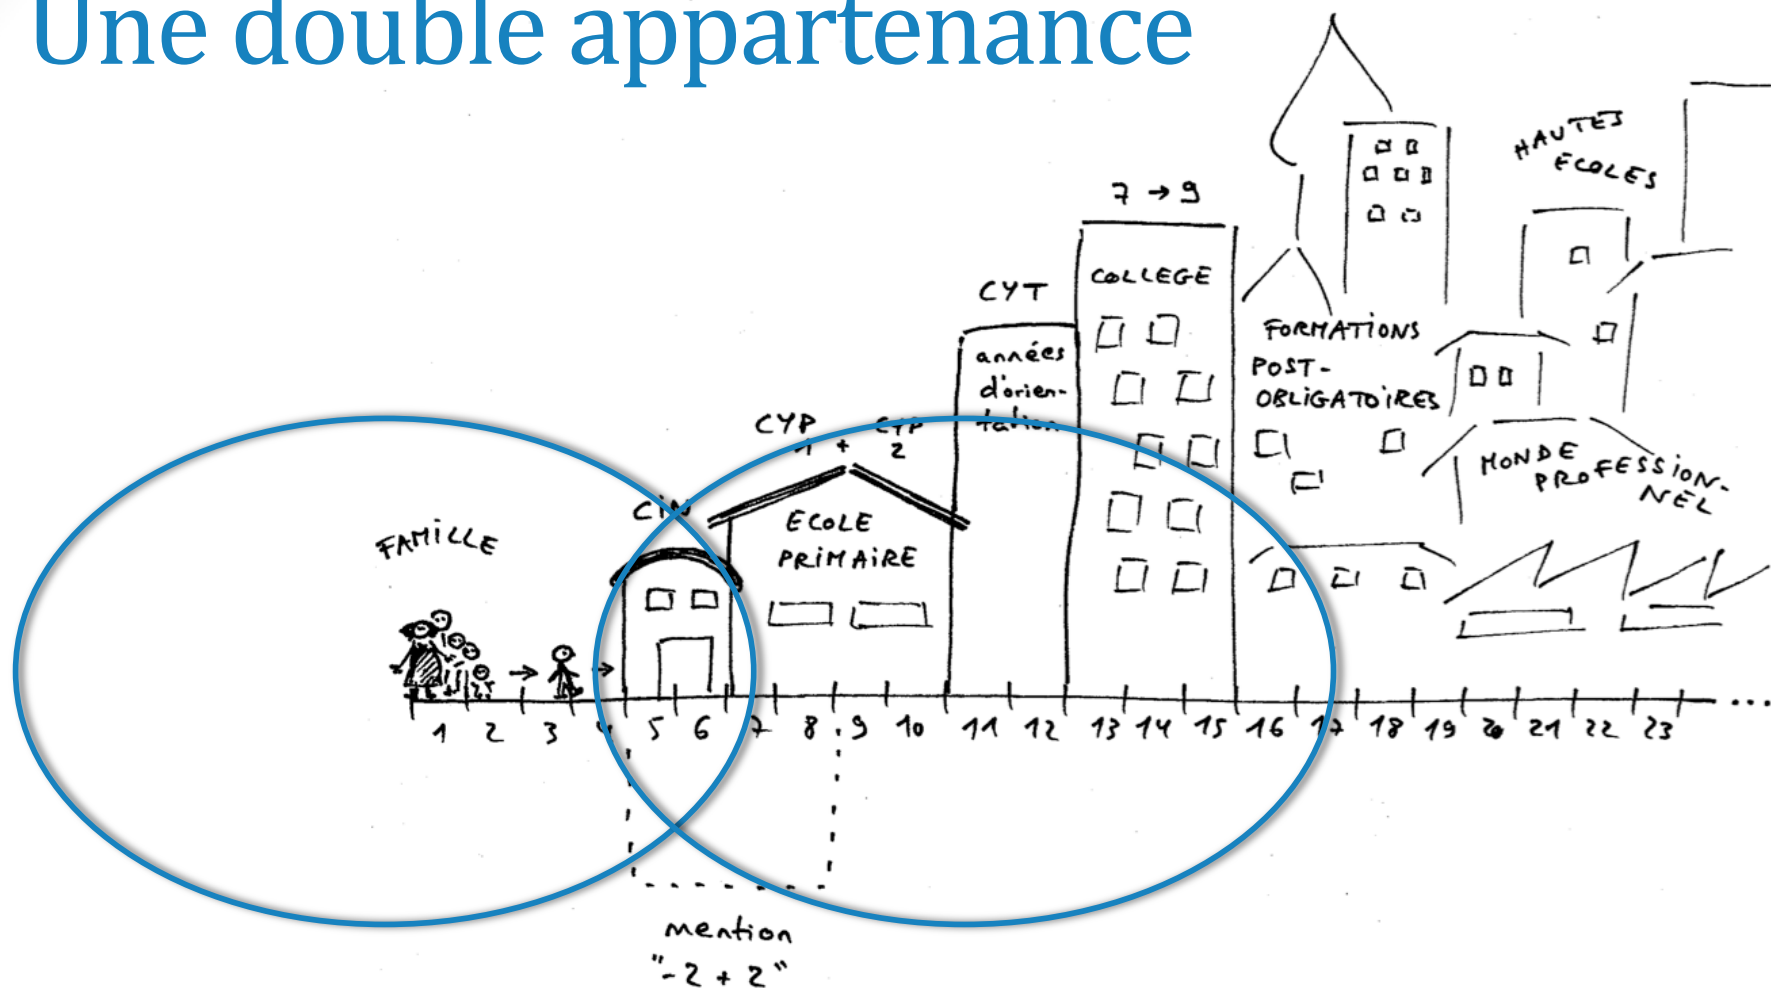 Une double appartenance
HAUTES
ECOLES
7 → 9
COLLEGE
CYT
années
d'orien-
tation
FORMATIONS
POST-
OBLIGATOIRES
CYP
1 + CYP
2
MONDE
PROFESSION-
NEL
CIN
ECOLE
PRIMAIRE
FAMILLE
1 2 3 4 5 6 7 8 9 10 11 12 13 14 15 16 17 18 19 20 21 22 23 ...
mention
"-2 + 2"